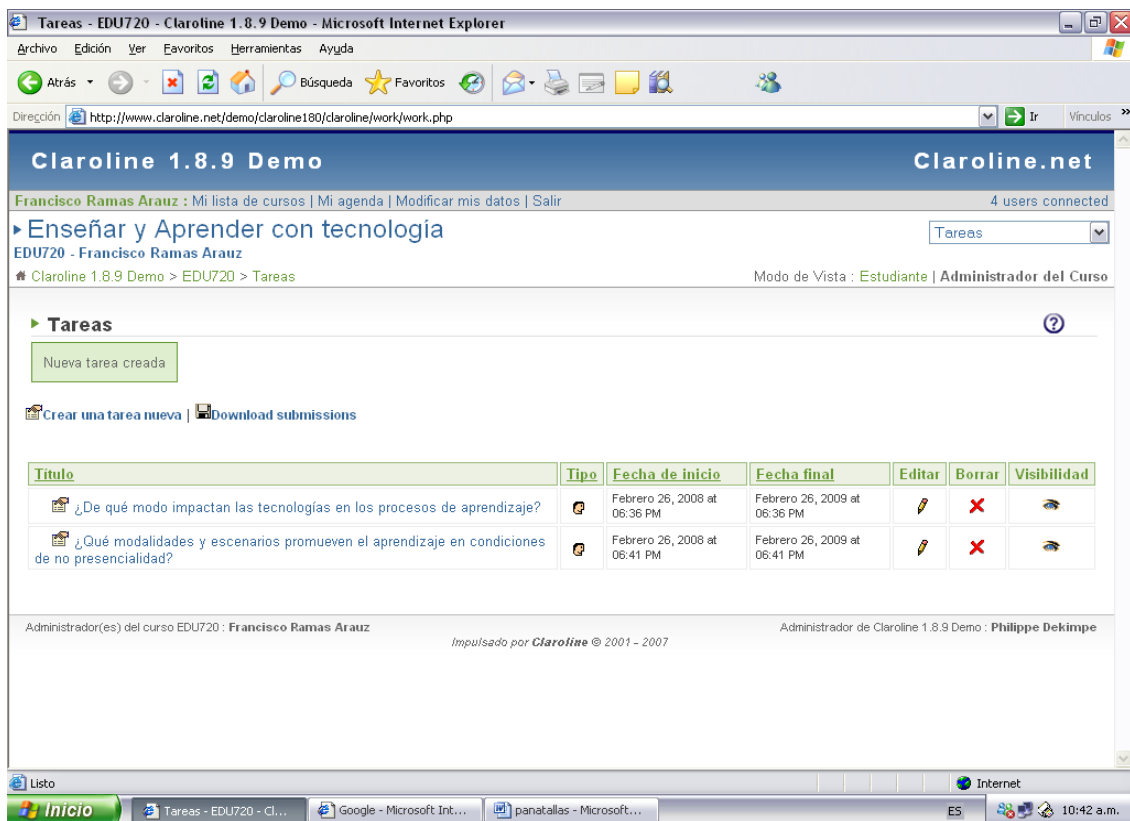 Tareas - EDU720 - Claroline 1.8.9 Demo - Microsoft Internet Explorer
Archivo Edición Ver Favoritos Herramientas Ayuda
Atrás Búsqueda Favoritos
Dirección http://www.claroline.net/demo/claroline180/claroline/work/work.php Ir Vínculos »
Claroline 1.8.9 Demo Claroline.net
Francisco Ramas Arauz : Mi lista de cursos | Mi agenda | Modificar mis datos | Salir 4 users connected
Enseñar y Aprender con tecnología Tareas
EDU720 - Francisco Ramas Arauz
Claroline 1.8.9 Demo > EDU720 > Tareas Modo de Vista : Estudiante | Administrador del Curso
Tareas ?
Nueva tarea creada
Crear una tarea nueva | Download submissions
Título Tipo Fecha de inicio Fecha final Editar Borrar Visibilidad
¿De qué modo impactan las tecnologías en los procesos de aprendizaje? Febrero 26, 2008 at Febrero 26, 2009 at
06:36 PM 06:36 PM
¿Qué modalidades y escenarios promueven el aprendizaje en condiciones Febrero 26, 2008 at Febrero 26, 2009 at
de no presencialidad? 06:41 PM 06:41 PM
Administrador(es) del curso EDU720 : Francisco Ramas Arauz Administrador de Claroline 1.8.9 Demo : Philippe Dekimpe
Impulsado por Claroline © 2001 - 2007
Listo Internet
Inicio Tareas - EDU720 - Cl... Google - Microsoft Int... panatallas - Microsoft... ES 10:42 a.m.